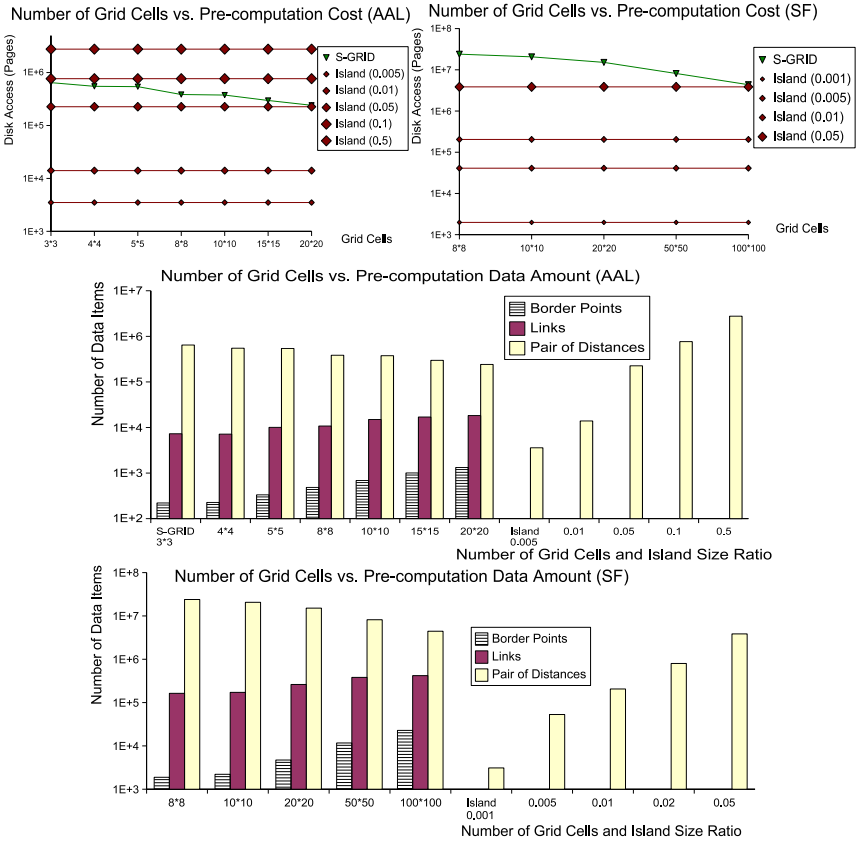 Number of Grid Cells vs. Pre-computation Cost (AAL)
Disk Access (Pages)
1E+6
1E+5
1E+4
1E+3
3*3
4*4
5*5
8*8
10*10
15*15
20*20
Grid Cells
S-GRID
Island (0.005)
Island (0.01)
Island (0.05)
Island (0.1)
Island (0.5)
Number of Grid Cells vs. Pre-computation Cost (SF)
Disk Access (Pages)
1E+8
1E+7
1E+6
1E+5
1E+4
1E+3
8*8
10*10
20*20
50*50
100*100
Grid Cells
S-GRID
Island (0.001)
Island (0.005)
Island (0.01)
Island (0.05)
Number of Grid Cells vs. Pre-computation Data Amount (AAL)
Number of Data Items
1E+7
1E+6
1E+5
1E+4
1E+3
1E+2
Border Points
Links
Pair of Distances
S-GRID
3*3
4*4
5*5
8*8
10*10
15*15
20*20
Island
0.005
0.01
0.05
0.1
0.5
Number of Grid Cells and Island Size Ratio
Number of Grid Cells vs. Pre-computation Data Amount (SF)
Number of Data Items
1E+8
1E+7
1E+6
1E+5
1E+4
1E+3
Border Points
Links
Pair of Distances
8*8
10*10
20*20
50*50
100*100
Island
0.001
0.005
0.01
0.02
0.05
Number of Grid Cells and Island Size Ratio